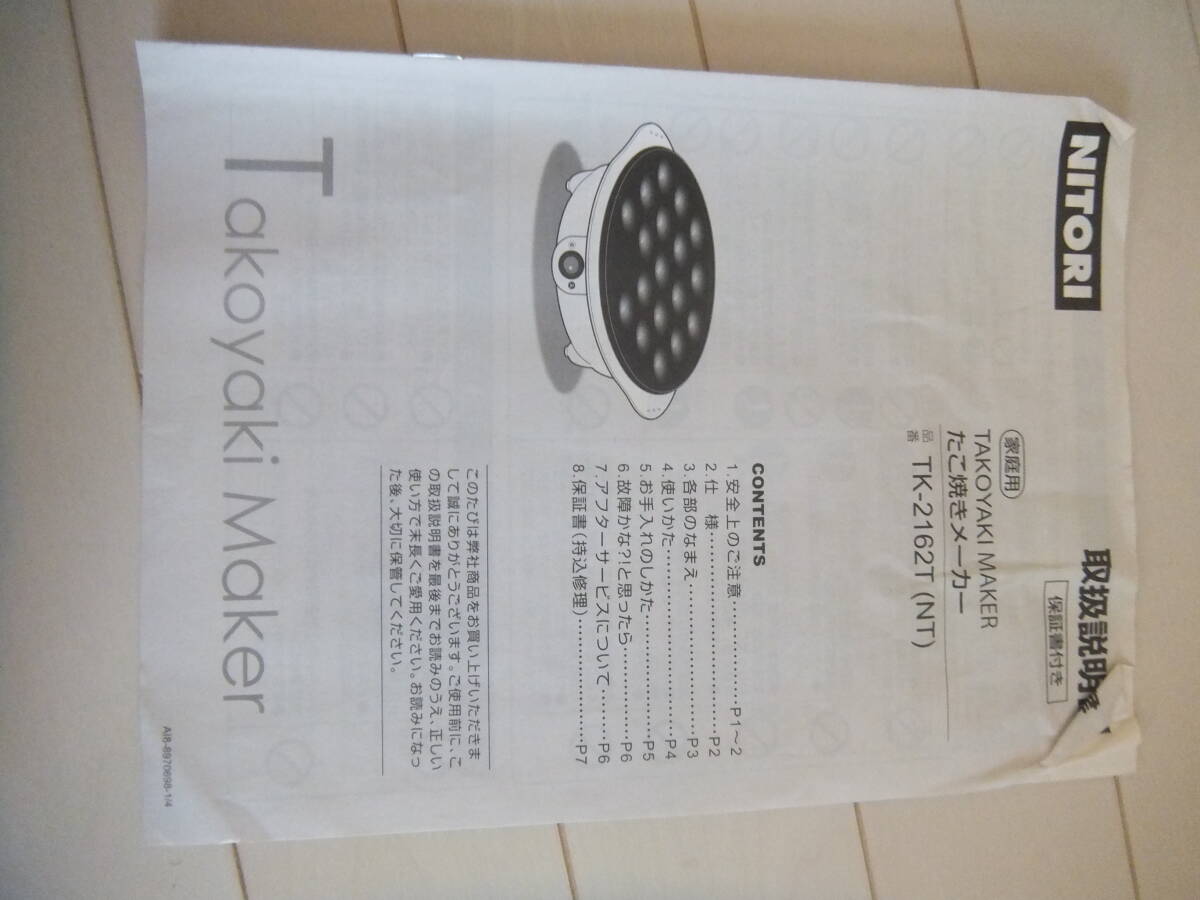 NITORI
取扱説明書
保証書付き
家庭用
TAKOYAKI MAKER
たこ焼きメーカー
品番 TK-2162T (NT)
CONTENTS
1.安全上のご注意…………………P1～2
2.仕 様…………………………P2
3.各部のなまえ…………………P3
4.使いかた………………………P4
5.お手入れのしかた……………P5
6.故障かな?!と思ったら…………P6
7.アフターサービスについて………P6
8.保証書(持込修理)………………P7
このたびは弊社商品をお買い上げいただきま
して誠にありがとうございます。ご使用前に、こ
の取扱説明書を最後までお読みのうえ、正しい
使い方で末長くご愛用ください。お読みになっ
た後、大切に保管してください。
Takoyaki Maker
AI8-8970698-1/4